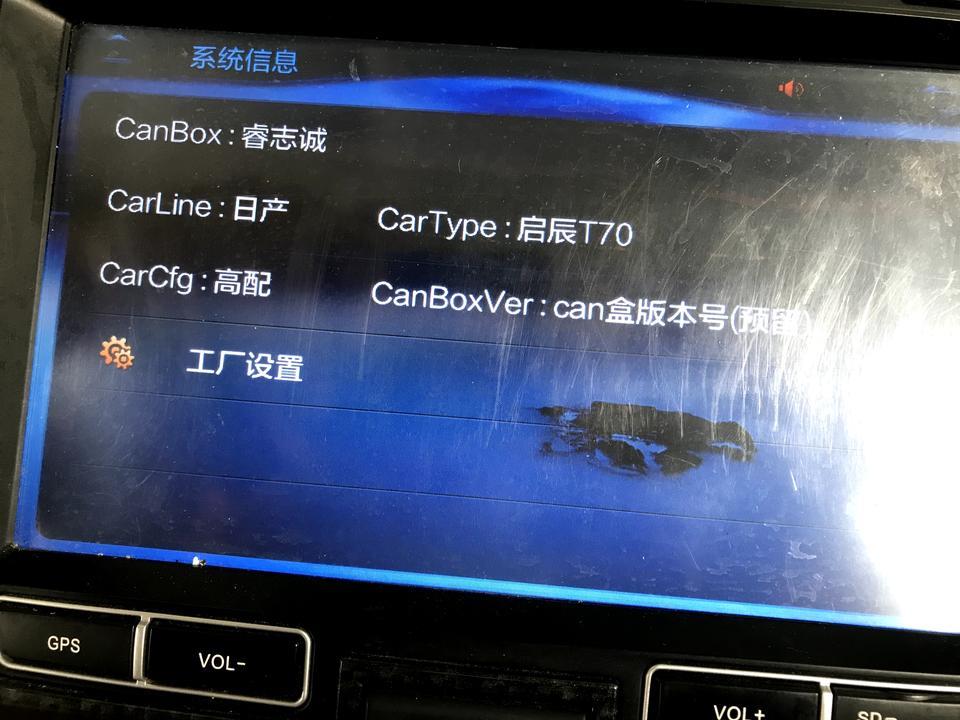 系统信息
CanBox : 睿志诚
CarLine : 日产 CarType : 启辰T70
CarCfg : 高配 CanBoxVer : can盒版本号(预留)
工厂设置
GPS VOL- VOL+ SD-